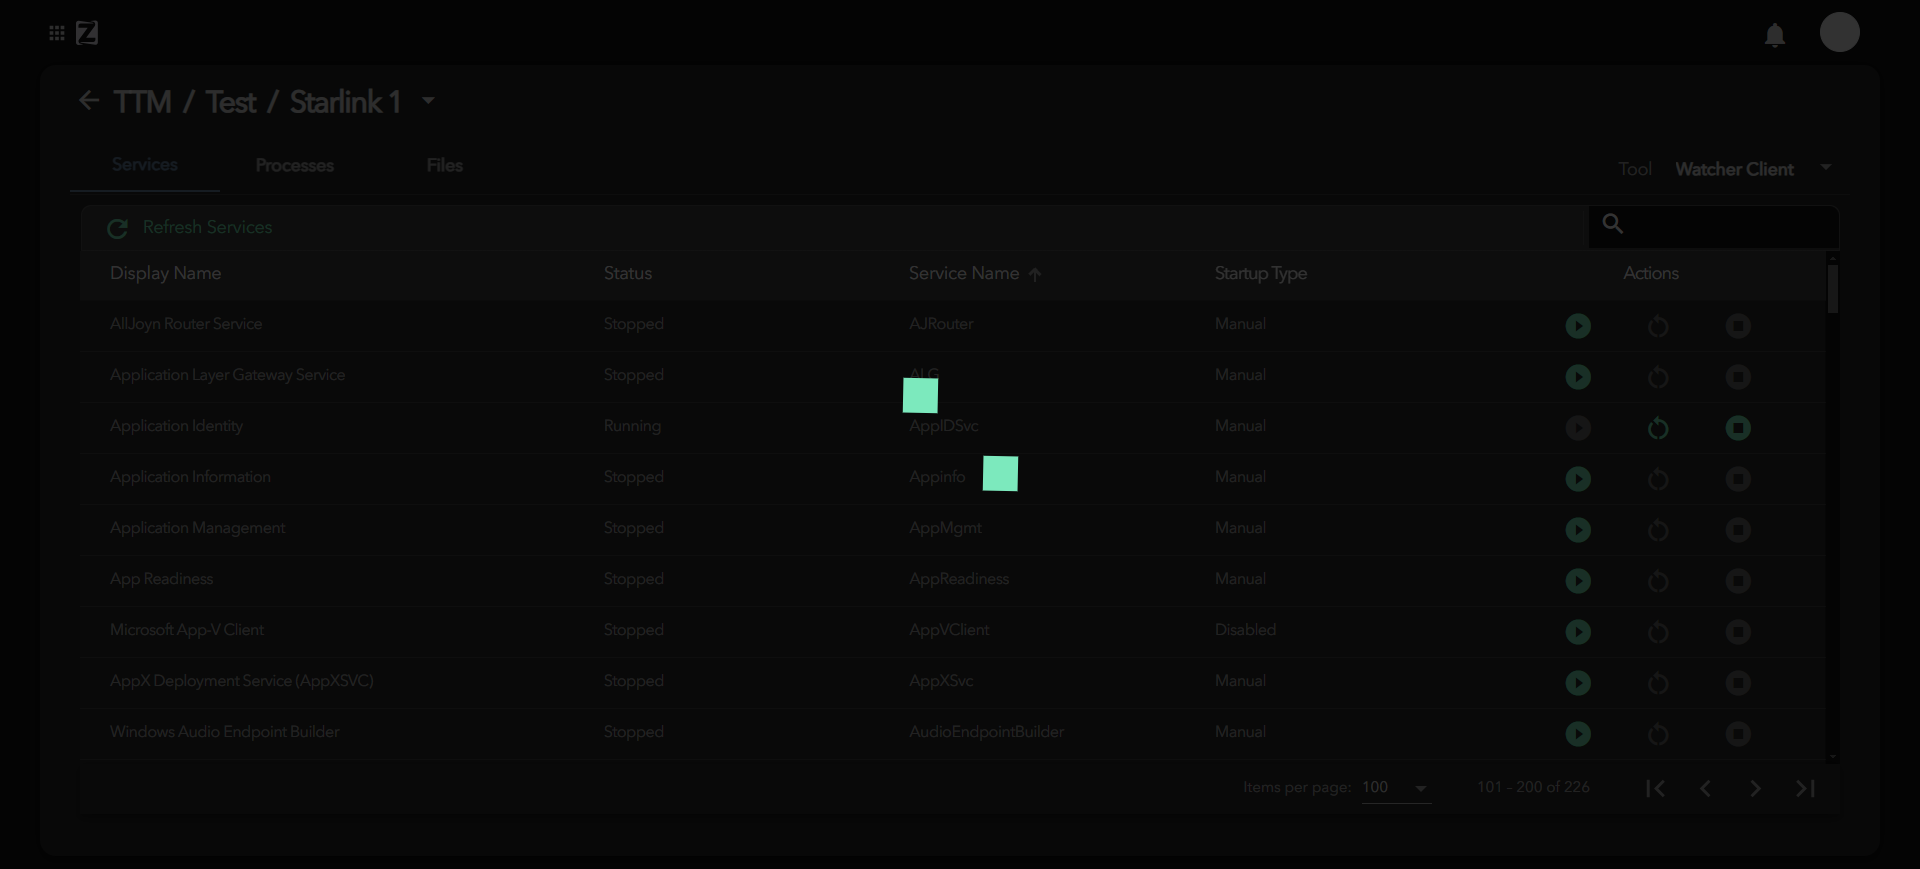 Z
TTM / Test / Starlink 1
Services Processes Files Tool Watcher Client
Refresh Services
Display Name Status Service Name Startup Type Actions
AllJoyn Router Service Stopped AJRouter Manual
Application Layer Gateway Service Stopped ALG Manual
Application Identity Running AppIDSvc Manual
Application Information Stopped Appinfo Manual
Application Management Stopped AppMgmt Manual
App Readiness Stopped AppReadiness Manual
Microsoft App-V Client Stopped AppVClient Disabled
AppX Deployment Service (AppXSVC) Stopped AppXSvc Manual
Windows Audio Endpoint Builder Stopped AudioEndpointBuilder Manual
Items per page: 100 101 - 200 of 226